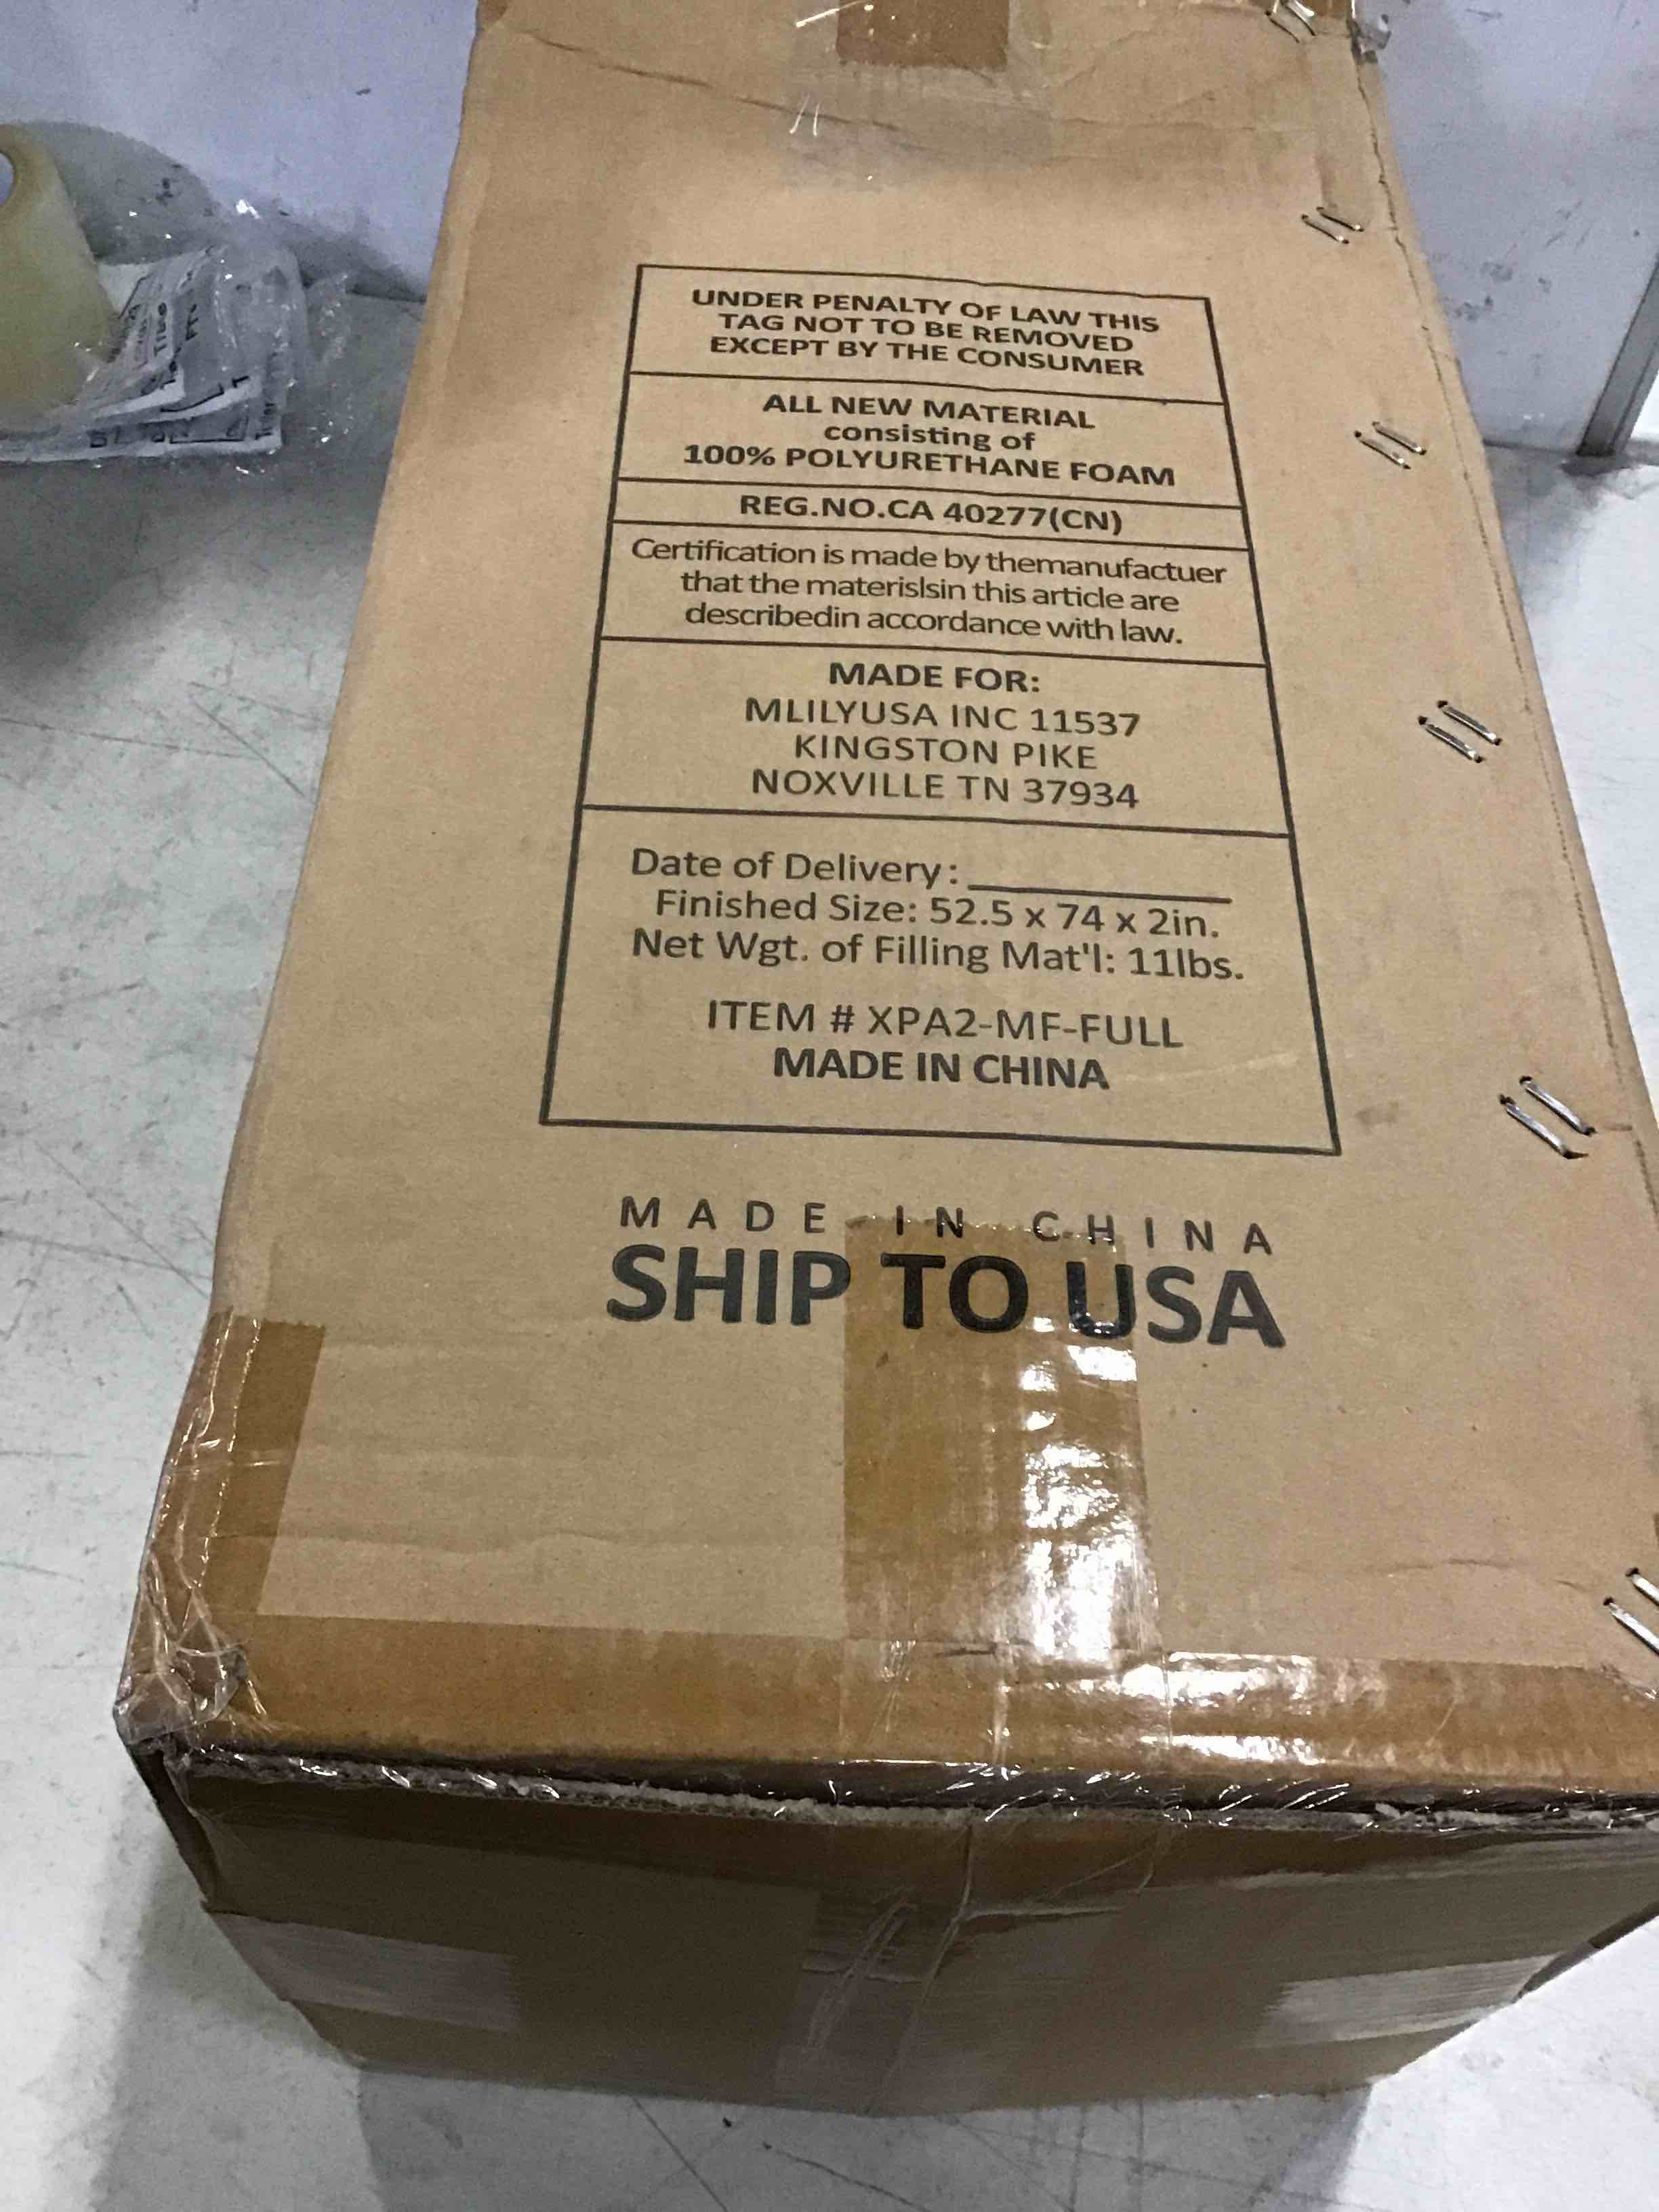 UNDER PENALTY OF LAW THIS
TAG NOT TO BE REMOVED
EXCEPT BY THE CONSUMER
ALL NEW MATERIAL
consisting of
100% POLYURETHANE FOAM
REG.NO.CA 40277(CN)
Certification is made by themanufactuer
that the materislsin this article are
describedin accordance with law.
MADE FOR:
MLILYUSA INC 11537
KINGSTON PIKE
NOXVILLE TN 37934
Date of Delivery:
Finished Size: 52.5 x 74 x 2in.
Net Wgt. of Filling Mat'l: 11lbs.
ITEM # XPA2-MF-FULL
MADE IN CHINA
MADE IN CHINA
SHIP TO USA